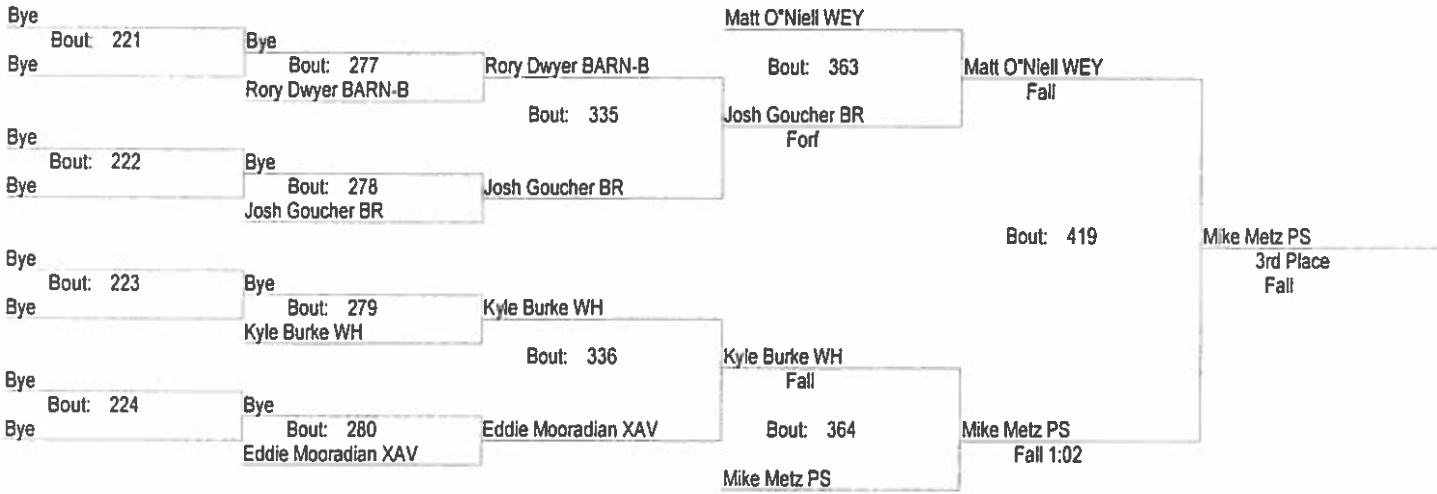 Bye
Bout: 221
Bye
Bye
Bout: 277
Rory Dwyer BARN-B
Rory Dwyer BARN-B
Bout: 335
Bye
Bout: 222
Bye
Bye
Bout: 278
Josh Goucher BR
Josh Goucher BR
Matt O"Niell WEY
Bout: 363
Josh Goucher BR
Forf
Matt O"Niell WEY
Fall
Bye
Bout: 223
Bye
Bye
Bout: 279
Kyle Burke WH
Kyle Burke WH
Bout: 336
Bye
Bout: 224
Bye
Bye
Bout: 280
Eddie Mooradian XAV
Eddie Mooradian XAV
Kyle Burke WH
Fall
Bout: 364
Mike Metz PS
Mike Metz PS
Fall 1:02
Bout: 419
Mike Metz PS
3rd Place
Fall